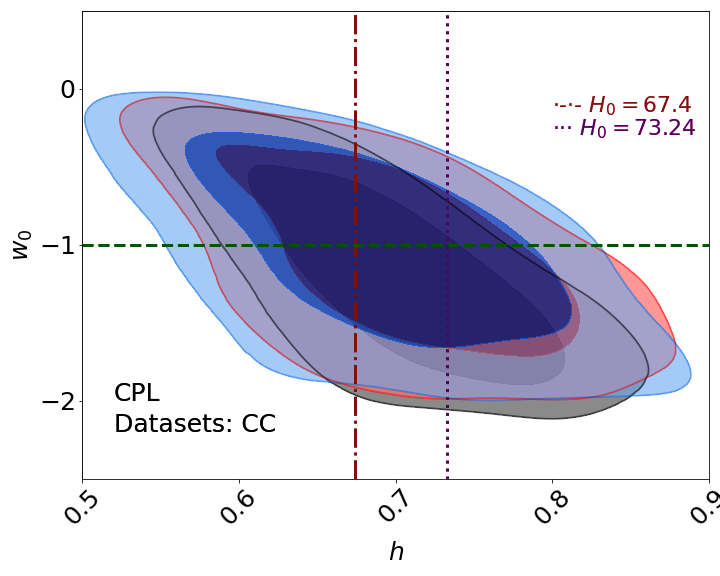 0
−1
−2
w₀
·-·- H₀ = 67.4
··· H₀ = 73.24
CPL
Datasets: CC
0.5
0.6
0.7
0.8
0.9
h